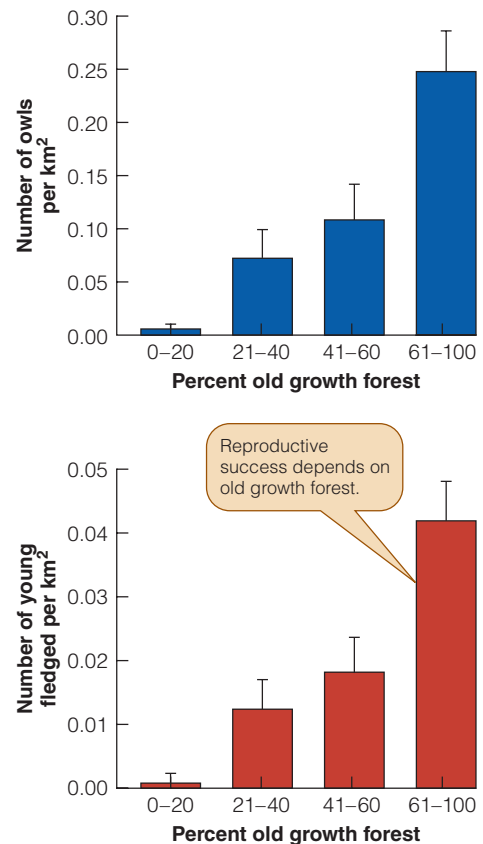 Number of owls
per km²
0.30
0.25
0.20
0.15
0.10
0.05
0.00
0–20 21–40 41–60 61–100
Percent old growth forest
Reproductive
success depends on
old growth forest.
Number of young
fledged per km²
0.05
0.04
0.03
0.02
0.01
0.00
0–20 21–40 41–60 61–100
Percent old growth forest